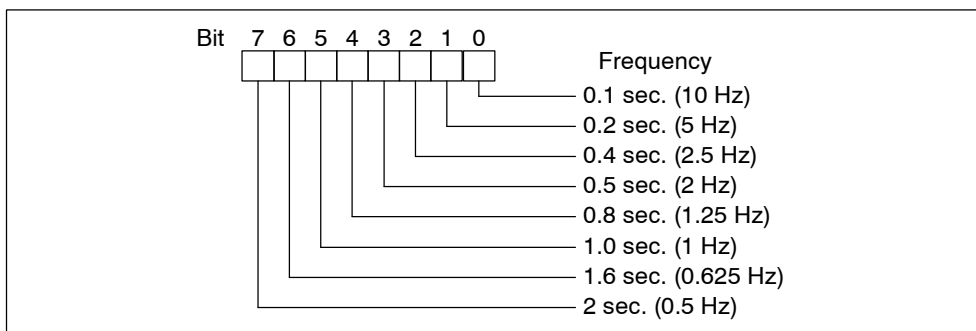 Bit 7 6 5 4 3 2 1 0
Frequency
0.1 sec. (10 Hz)
0.2 sec. (5 Hz)
0.4 sec. (2.5 Hz)
0.5 sec. (2 Hz)
0.8 sec. (1.25 Hz)
1.0 sec. (1 Hz)
1.6 sec. (0.625 Hz)
2 sec. (0.5 Hz)